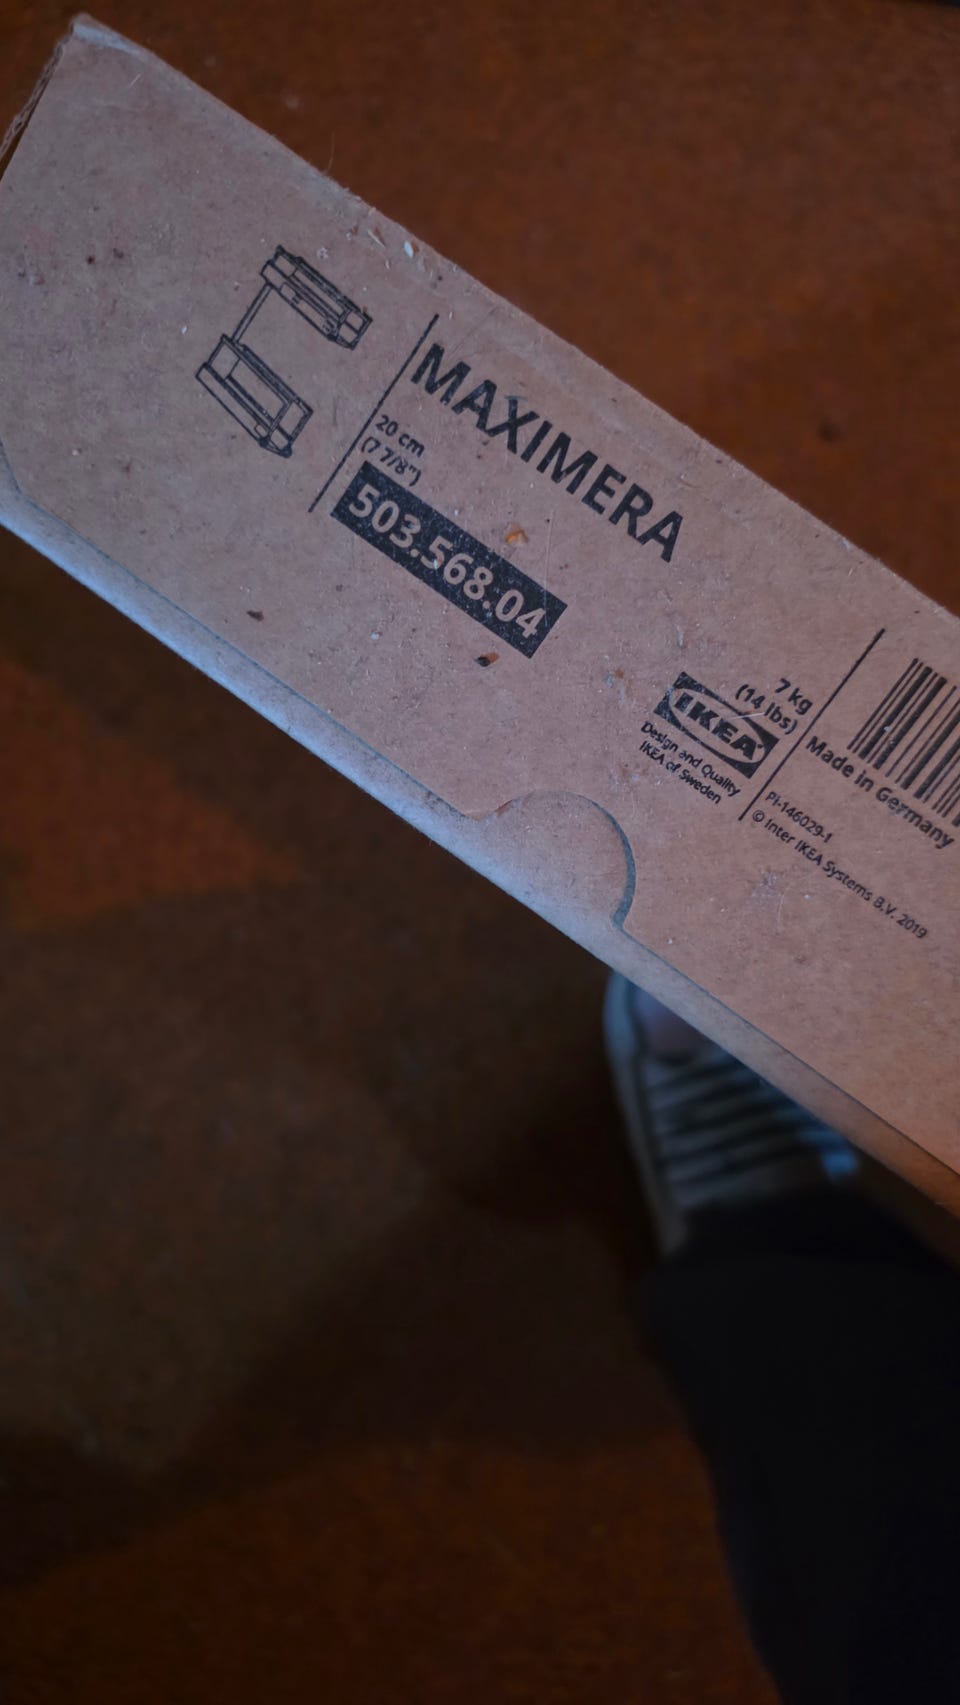 MAXIMERA
20 cm
(7 7/8")
503.568.04
7 kg
(14 lbs)
IKEA
Design and Quality
IKEA of Sweden
Made in Germany
PI-146029-1
© Inter IKEA Systems B.V. 2019